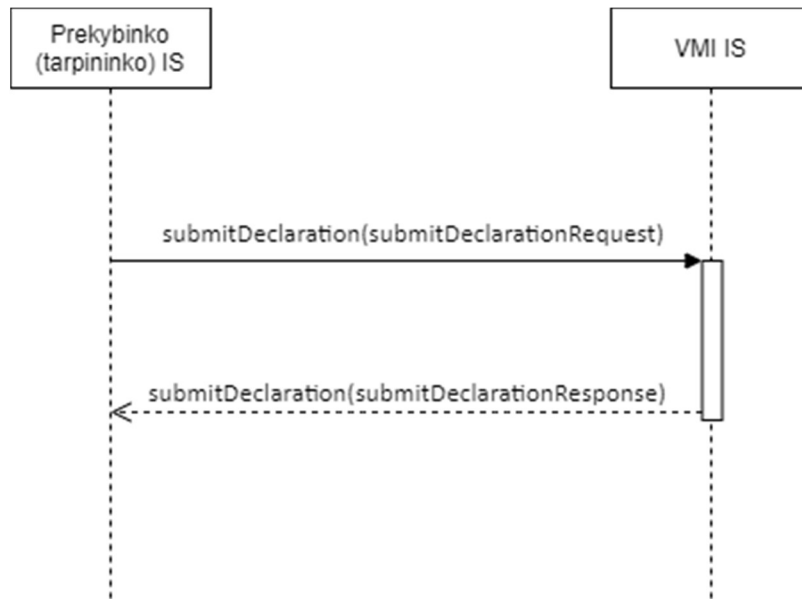 Prekybinko
(tarpininko) IS
VMI IS
submitDeclaration(submitDeclarationRequest)
submitDeclaration(submitDeclarationResponse)